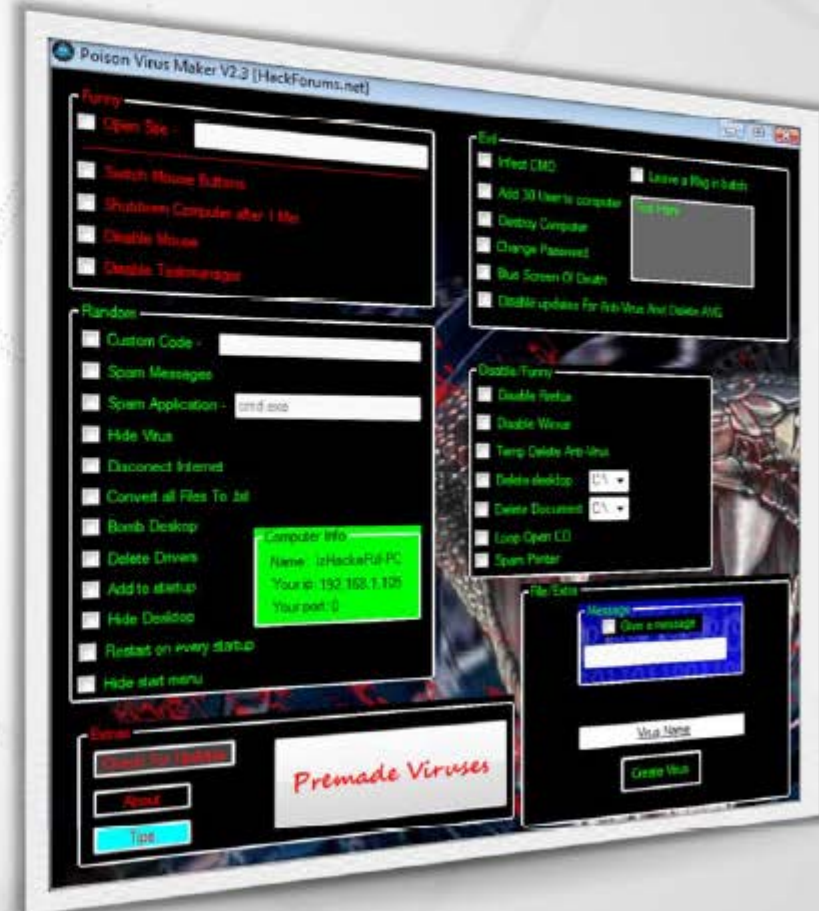 Poison Virus Maker V2.3 [HackForums.net]
Funny
Open Site -
Switch Mouse Buttons
Shutdown Computer after 1 Min
Disable Mouse
Disable Taskmanager
Evil
Infest CMD
Leave a Msg in batch
Add 30 User to computer
Text Here
Destroy Computer
Change Password
Blue Screen Of Death
Disable updates For Anti-Virus And Delete AVG
Random
Custom Code -
Spam Messages
Spam Application - cmd.exe
Hide Virus
Disconect Internet
Convert all Files To .txt
Bomb Deskop
Delete Drivers
Add to startup
Hide Desktop
Restart on every startup
Hide start menu
Computer Info
Name : izHackeRil-PC
Your ip: 192.168.1.105
Your port: 0
Disable/Funny
Disable Firefox
Temp Delete Anti-Virus
Delete desktop C:\
Delete Document C:\
Loop Open CD
Spam Printer
File/Extra
Message
Give a message
Virus Name
Create Virus
Extras
Check For Updates
About
Tips
Premade Viruses